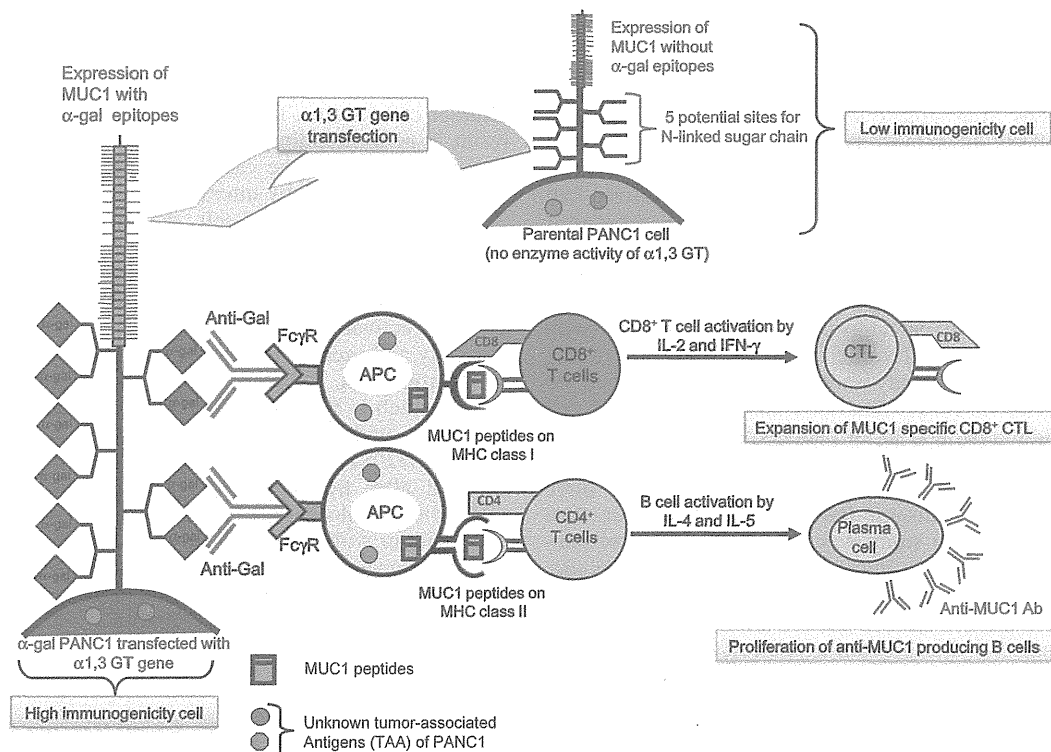 Expression of
MUC1 without
α-gal epitopes
Expression of
MUC1 with
α-gal epitopes
α1,3 GT gene
transfection
5 potential sites for
N-linked sugar chain
Low immunogenicity cell
Parental PANC1 cell
(no enzyme activity of α1,3 GT)
Anti-Gal
FcγR
APC
CD8
CD8⁺
T cells
CD8⁺ T cell activation by
IL-2 and IFN-γ
CTL
CD8
MUC1 peptides on
MHC class I
Expansion of MUC1 specific CD8⁺ CTL
APC
CD4
CD4⁺
T cells
B cell activation by
IL-4 and IL-5
Plasma
cell
FcγR
Anti-Gal
MUC1 peptides on
MHC class II
Anti-MUC1 Ab
Proliferation of anti-MUC1 producing B cells
α-gal PANC1 transfected with
α1,3 GT gene
MUC1 peptides
High immunogenicity cell
Unknown tumor-associated
Antigens (TAA) of PANC1